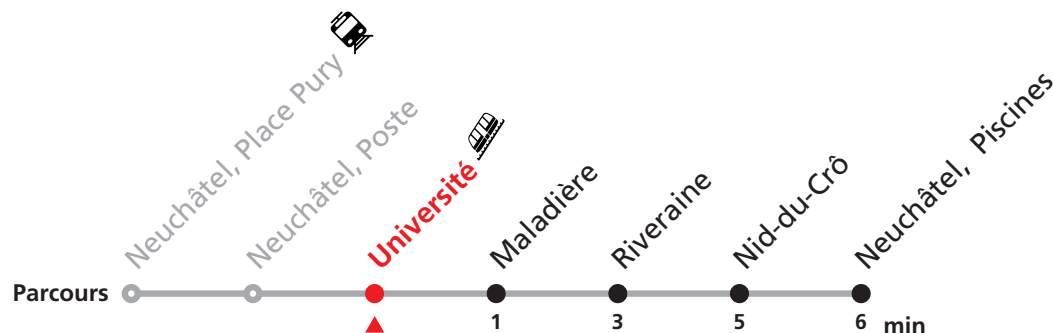 Neuchâtel, Place Pury
Neuchâtel, Poste
Université
Maladière
Riveraine
Nid-du-Crô
Neuchâtel, Piscines
Parcours
1 3 5 6 min